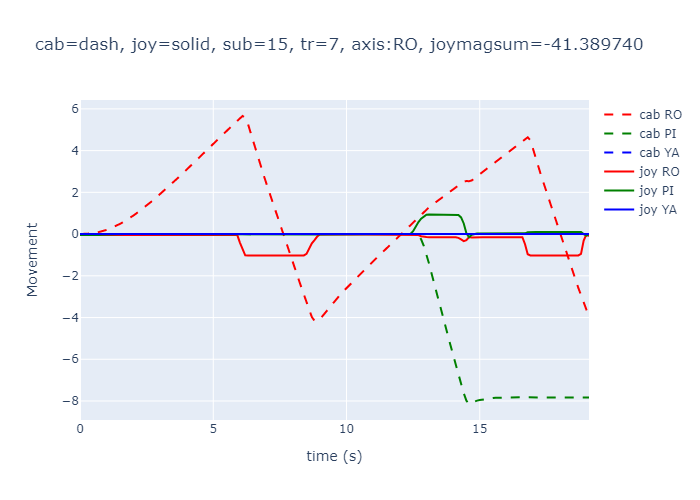 cab=dash, joy=solid, sub=15, tr=7, axis:RO, joymagsum=-41.389740
6
4
2
0
−2
−4
−6
−8
Movement
0
5
10
15
time (s)
cab RO
cab PI
cab YA
joy RO
joy PI
joy YA